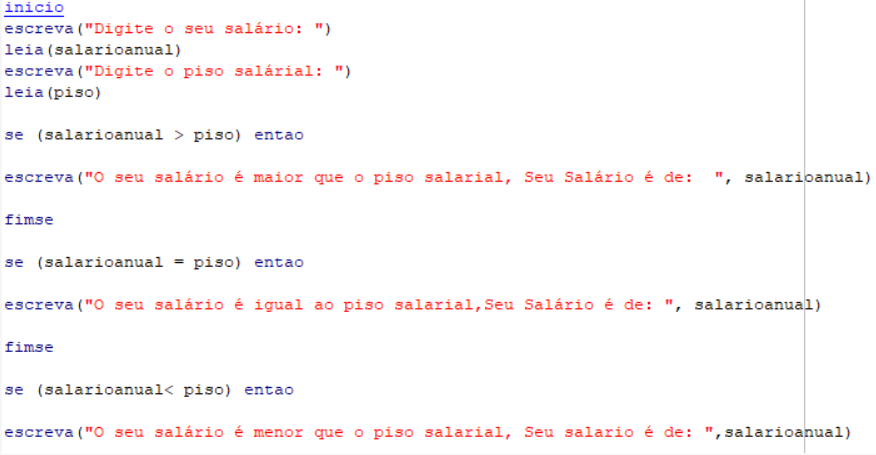 inicio
escreva("Digite o seu salário: ")
leia(salarioanual)
escreva("Digite o piso salárial: ")
leia(piso)
se (salarioanual > piso) entao
escreva("O seu salário é maior que o piso salarial, Seu Salário é de:  ", salarioanual)
fimse
se (salarioanual = piso) entao
escreva("O seu salário é igual ao piso salarial,Seu Salário é de: ", salarioanual)
fimse
se (salarioanual< piso) entao
escreva("O seu salário é menor que o piso salarial, Seu salario é de: ",salarioanual)